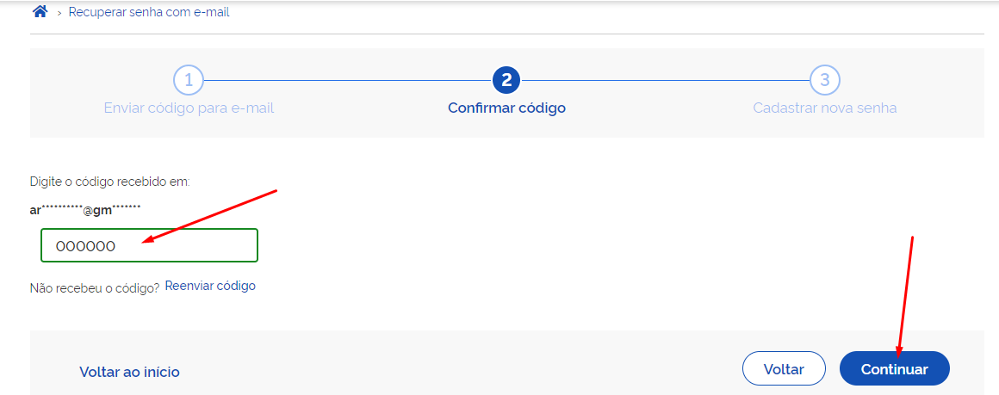 › Recuperar senha com e-mail
1 2 3
Enviar código para e-mail Confirmar código Cadastrar nova senha
Digite o código recebido em:
ar**********@gm*******
000000
Não recebeu o código? Reenviar código
Voltar ao início Voltar Continuar